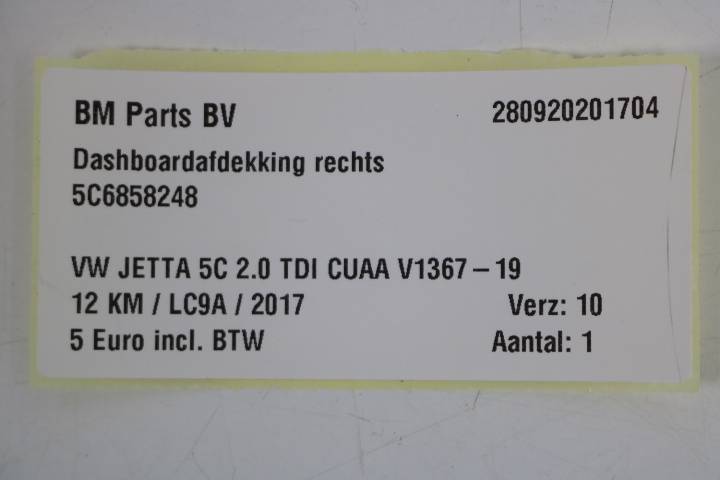 BM Parts BV 280920201704
Dashboardafdekking rechts
5C6858248
VW JETTA 5C 2.0 TDI CUAA V1367 – 19
12 KM / LC9A / 2017 Verz: 10
5 Euro incl. BTW Aantal: 1